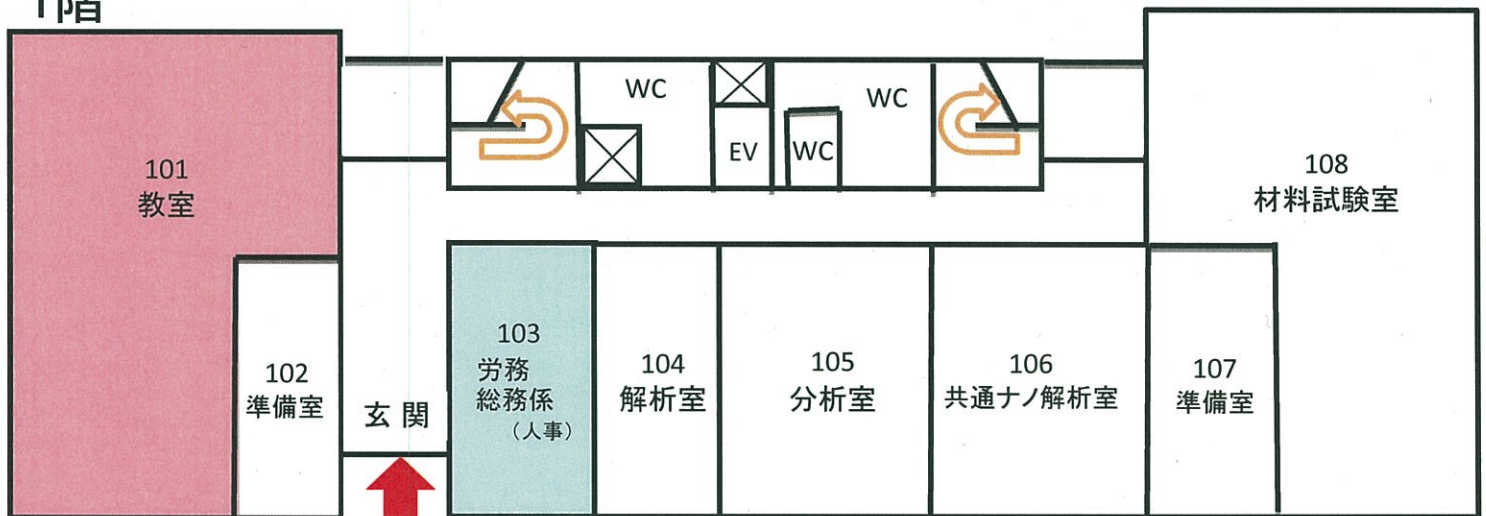 1階
WC
WC
EV
WC
101
教室
108
材料試験室
102
準備室
玄関
103
労務
総務係
（人事）
104
解析室
105
分析室
106
共通ナノ解析室
107
準備室